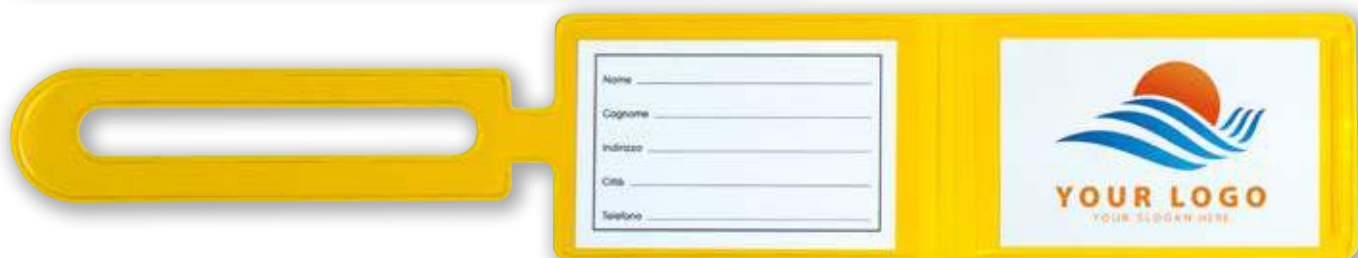 Nome
Cognome
Indirizzo
Città
Telefono
YOUR LOGO
YOUR SLOGAN HERE